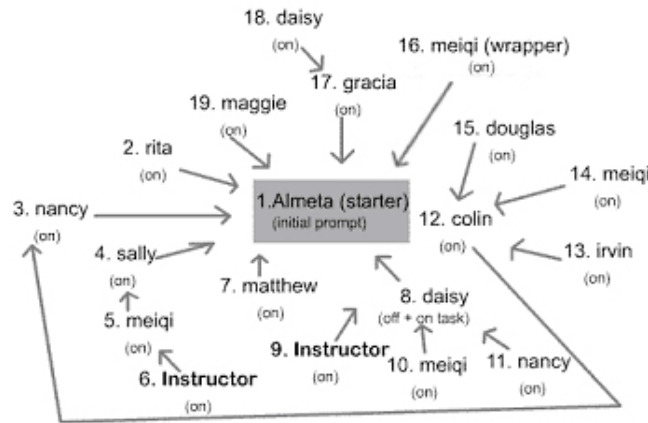 18. daisy
(on)
16. meiqi (wrapper)
(on)
17. gracia
(on)
19. maggie
(on)
15. douglas
(on)
2. rita
(on)
14. meiqi
(on)
1.Almeta (starter)
(initial prompt)
3. nancy
(on)
12. colin
(on)
4. sally
(on)
13. irvin
(on)
7. matthew
(on)
8. daisy
(off + on task)
5. meiqi
(on)
9. Instructor
(on)
10. meiqi
(on)
11. nancy
(on)
6. Instructor
(on)